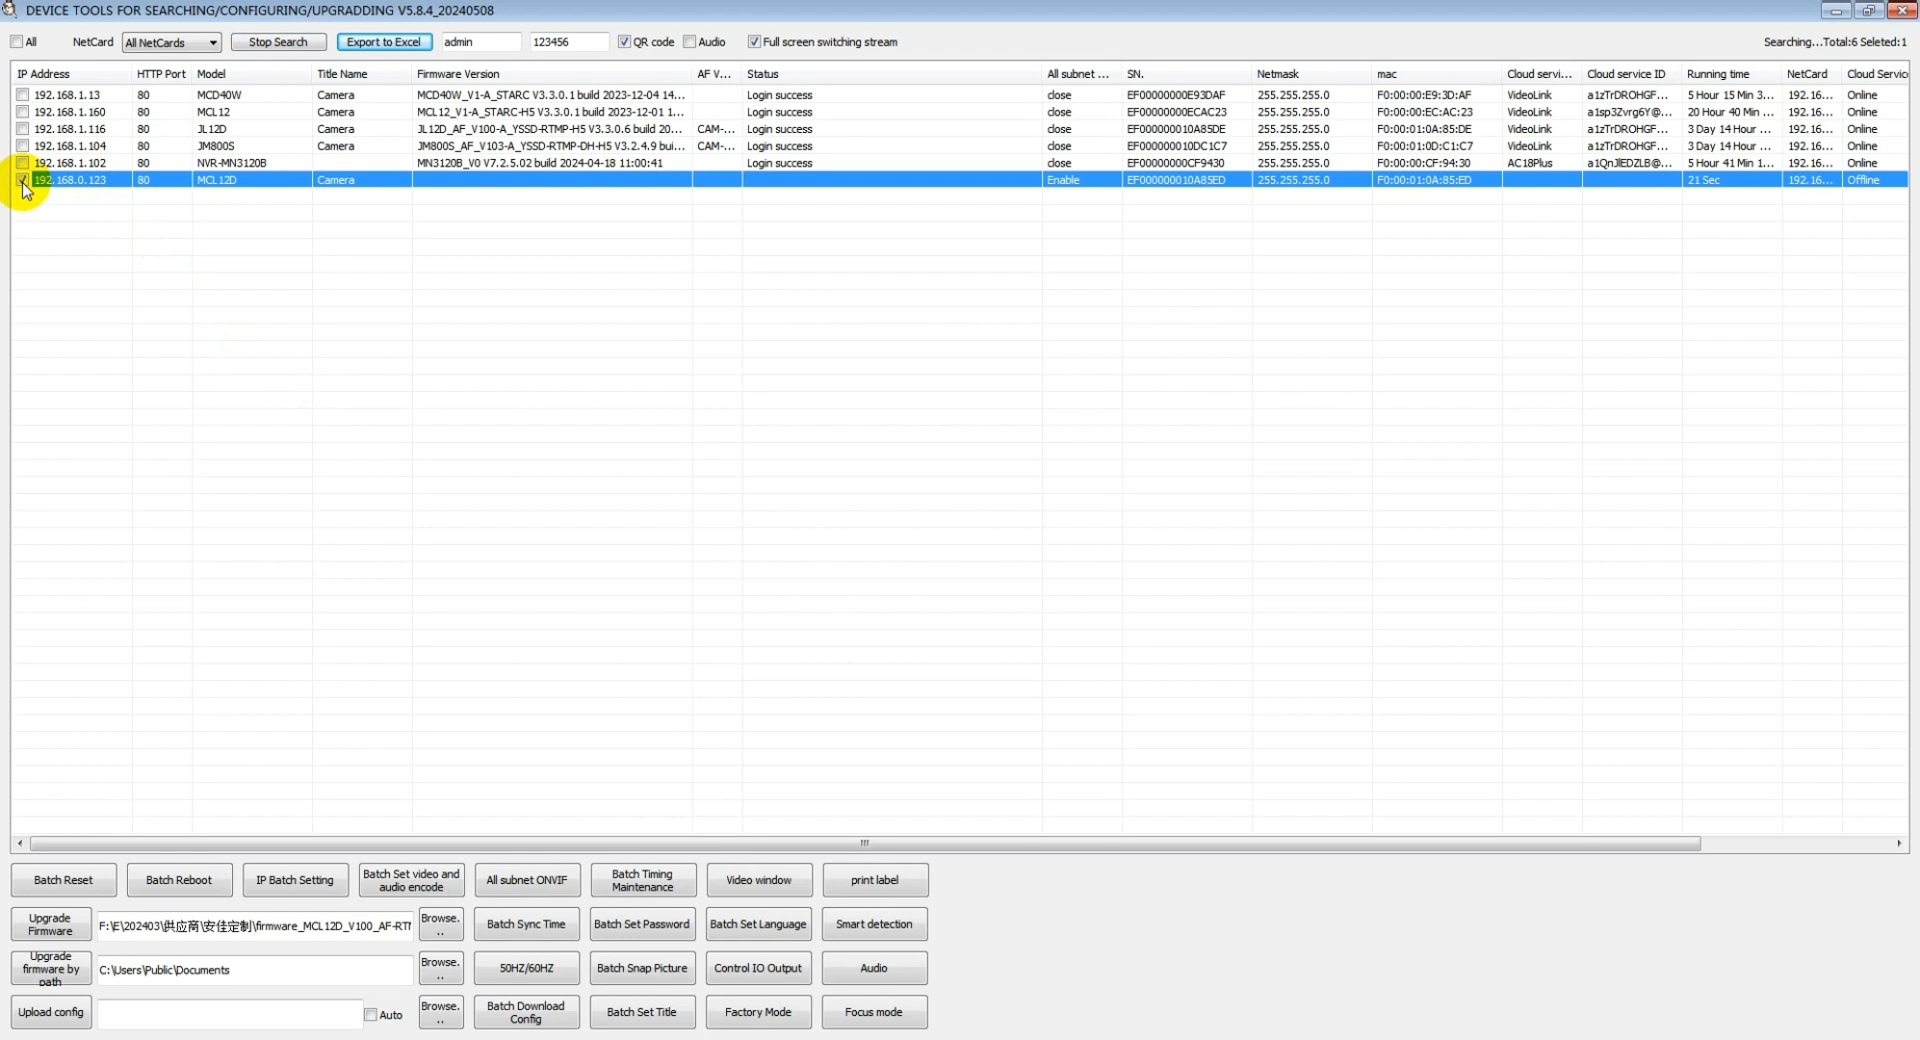 DEVICE TOOLS FOR SEARCHING/CONFIGURING/UPGRADDING V5.8.4_20240508
All NetCard All NetCards Stop Search Export to Excel admin 123456 QR code Audio Full screen switching stream Searching...Total:6 Seleted:1
IP Address HTTP Port Model Title Name Firmware Version AF V... Status All subnet ... SN. Netmask mac Cloud servi... Cloud service ID Running time NetCard Cloud Servic
192.168.1.13 80 MCD40W Camera MCD40W_V1-A_STARC V3.3.0.1 build 2023-12-04 14... Login success close EF00000000E93DAF 255.255.255.0 F0:00:00:E9:3D:AF VideoLink a1zTrDROHGF... 5 Hour 15 Min 3... 192.16... Online
192.168.1.160 80 MCL12 Camera MCL12_V1-A_STARC-H5 V3.3.0.1 build 2023-12-01 1... Login success close EF00000000ECAC23 255.255.255.0 F0:00:00:EC:AC:23 VideoLink a1sp3Zvrg6Y@... 20 Hour 40 Min ... 192.16... Online
192.168.1.116 80 JL12D Camera JL12D_AF_V100-A_YSSD-RTMP-H5 V3.3.0.6 build 20... CAM-... Login success close EF000000010A85DE 255.255.255.0 F0:00:01:0A:85:DE VideoLink a1zTrDROHGF... 3 Day 14 Hour ... 192.16... Online
192.168.1.104 80 JM800S Camera JM800S_AF_V103-A_YSSD-RTMP-DH-H5 V3.2.4.9 bui... CAM-... Login success close EF000000010DC1C7 255.255.255.0 F0:00:01:0D:C1:C7 VideoLink a1zTrDROHGF... 3 Day 14 Hour ... 192.16... Online
192.168.1.102 80 NVR-MN3120B MN3120B_V0 V7.2.5.02 build 2024-04-18 11:00:41 Login success close EF00000000CF9430 255.255.255.0 F0:00:00:CF:94:30 AC18Plus a1QnJlEDZLB@... 5 Hour 41 Min 1... 192.16... Online
192.168.0.123 80 MCL12D Camera Enable EF000000010A85ED 255.255.255.0 F0:00:01:0A:85:ED 21 Sec 192.16... Offline
Batch Reset Batch Reboot IP Batch Setting Batch Set video and audio encode All subnet ONVIF Batch Timing Maintenance Video window print label
Upgrade Firmware F:\E\202403\供应商\安佳定制\firmware_MCL12D_V100_AF-RTM Browse... Batch Sync Time Batch Set Password Batch Set Language Smart detection
Upgrade firmware by path C:\Users\Public\Documents Browse... 50HZ/60HZ Batch Snap Picture Control IO Output Audio
Upload config Auto Browse... Batch Download Config Batch Set Title Factory Mode Focus mode